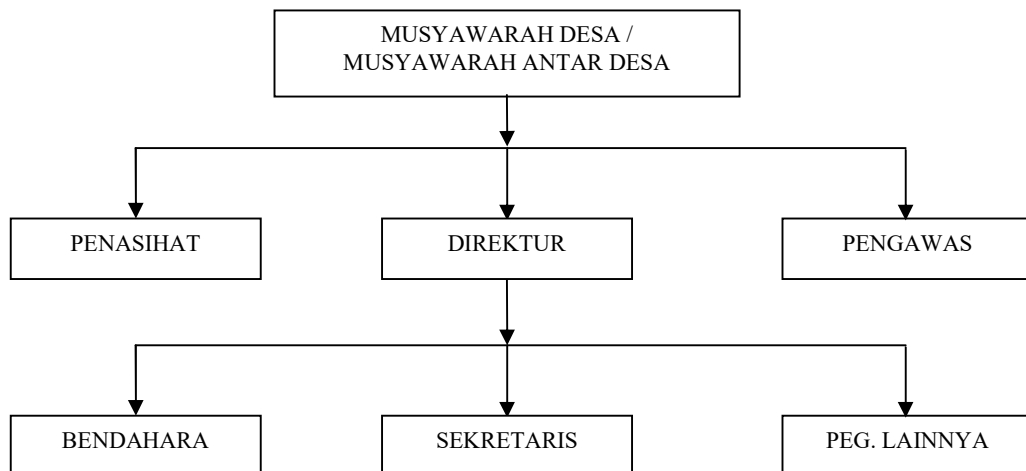 MUSYAWARAH DESA /
MUSYAWARAH ANTAR DESA
PENASIHAT
DIREKTUR
PENGAWAS
BENDAHARA
SEKRETARIS
PEG. LAINNYA